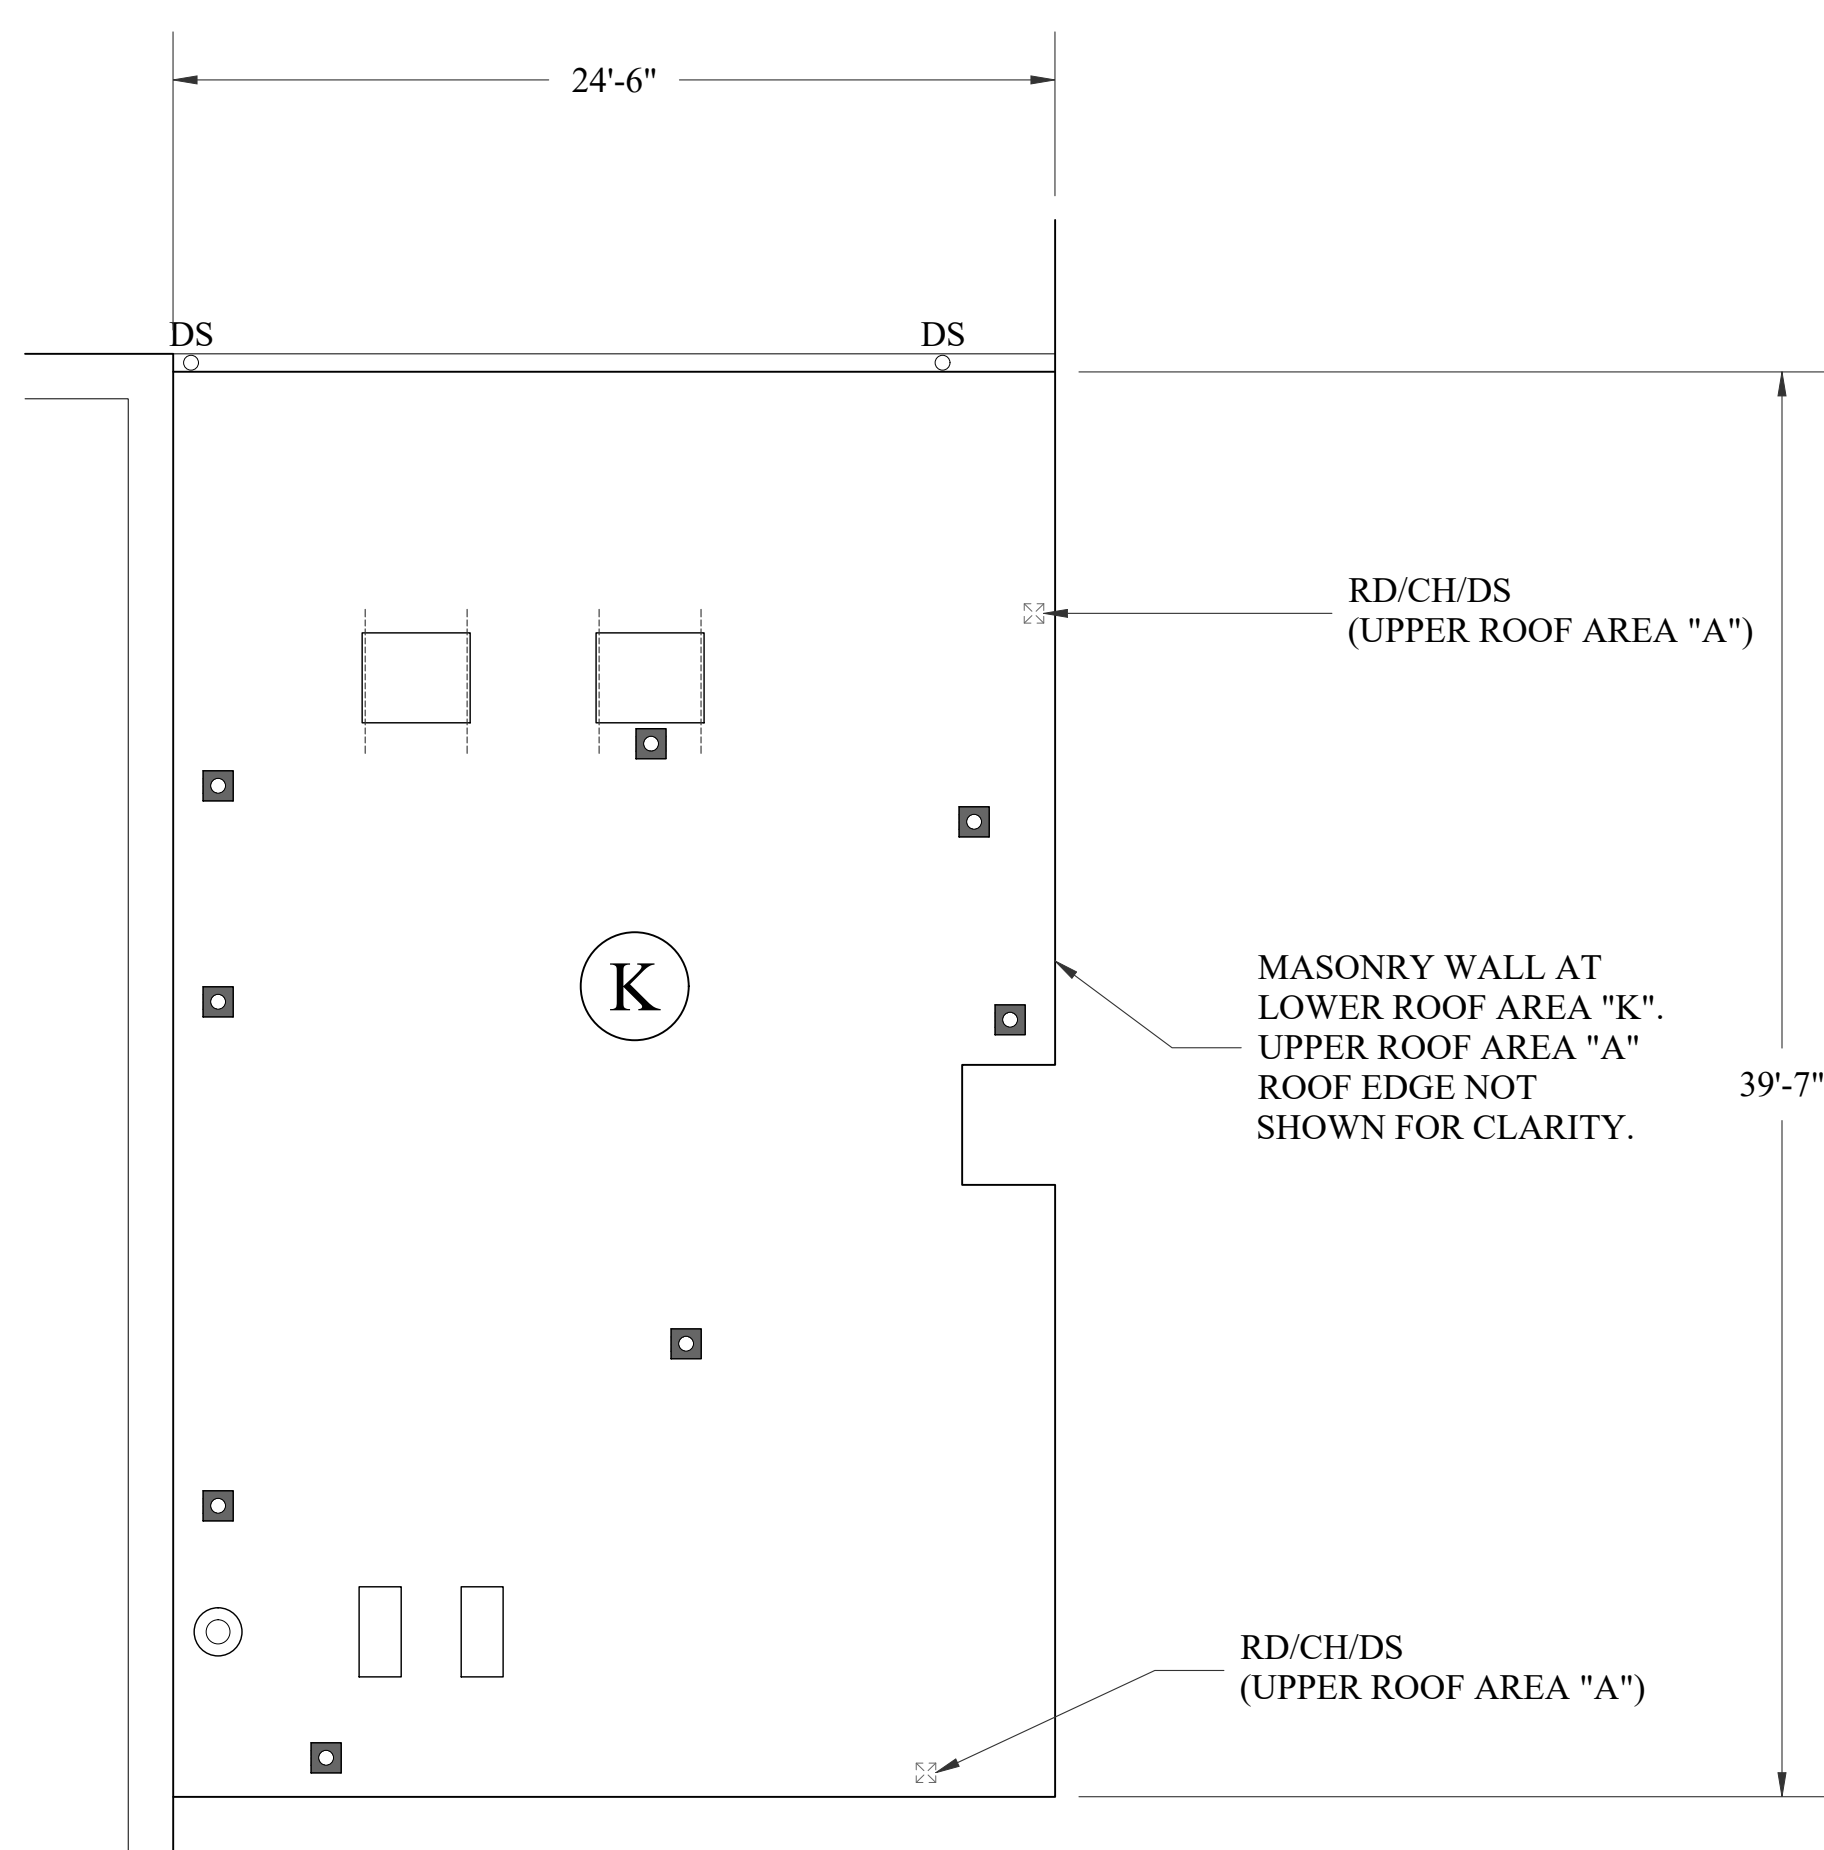 24'-6"
DS
DS
RD/CH/DS
(UPPER ROOF AREA "A")
K
MASONRY WALL AT
LOWER ROOF AREA "K".
UPPER ROOF AREA "A"
ROOF EDGE NOT
SHOWN FOR CLARITY.
39'-7"
RD/CH/DS
(UPPER ROOF AREA "A")